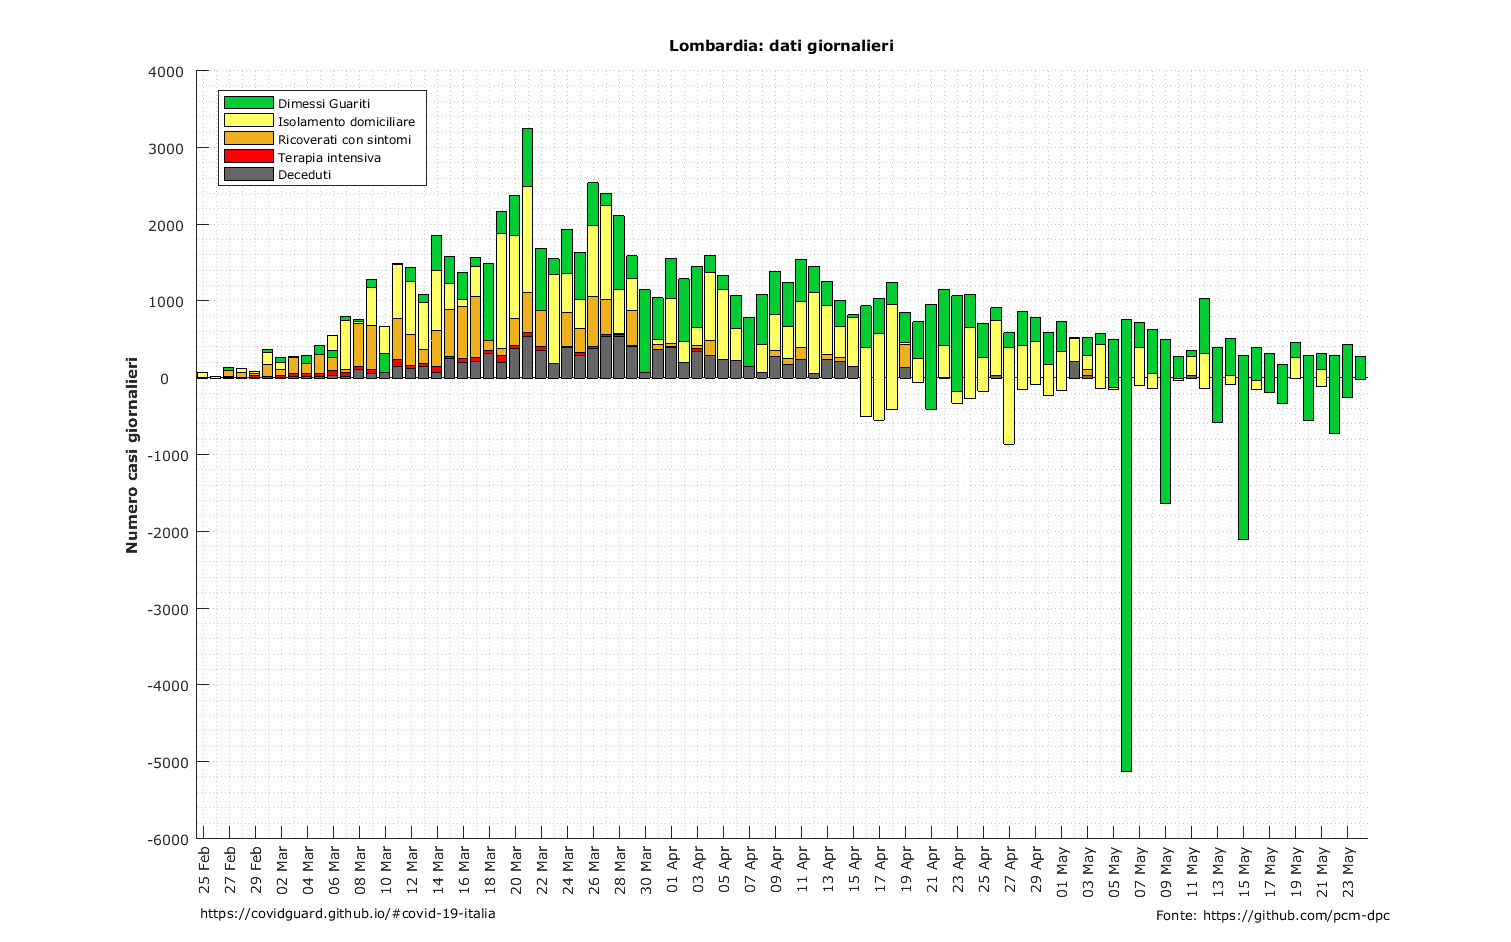 Lombardia: dati giornalieri
4000
3000
2000
1000
0
-1000
-2000
-3000
-4000
-5000
-6000
Numero casi giornalieri
Dimessi Guariti
Isolamento domiciliare
Ricoverati con sintomi
Terapia intensiva
Deceduti
25 Feb
27 Feb
29 Feb
02 Mar
04 Mar
06 Mar
08 Mar
10 Mar
12 Mar
14 Mar
16 Mar
18 Mar
20 Mar
22 Mar
24 Mar
26 Mar
28 Mar
30 Mar
01 Apr
03 Apr
05 Apr
07 Apr
09 Apr
11 Apr
13 Apr
15 Apr
17 Apr
19 Apr
21 Apr
23 Apr
25 Apr
27 Apr
29 Apr
01 May
03 May
05 May
07 May
09 May
11 May
13 May
15 May
17 May
19 May
21 May
23 May
https://covidguard.github.io/#covid-19-italia
Fonte: https://github.com/pcm-dpc